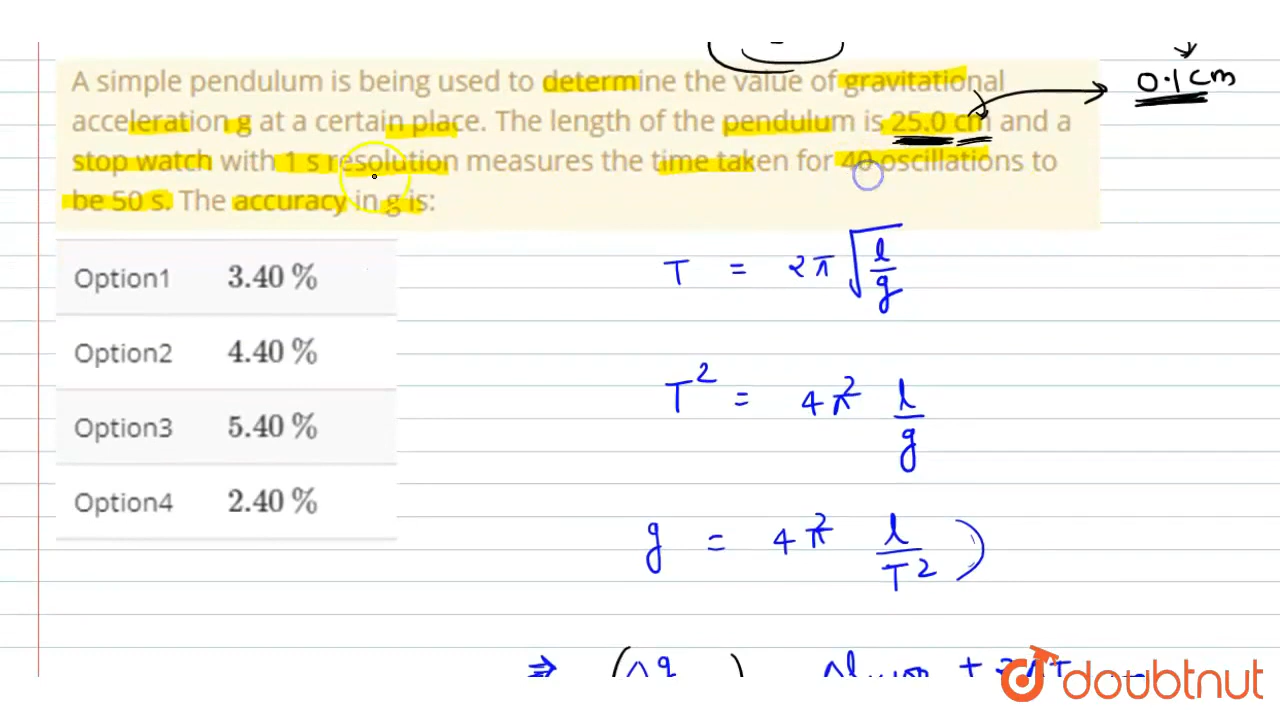 0.1 cm
A simple pendulum is being used to determine the value of gravitational
acceleration g at a certain place. The length of the pendulum is 25.0 cm and a
stop watch with 1 s resolution measures the time taken for 40 oscillations to
be 50 s. The accuracy in g is:
Option1 3.40 %
Option2 4.40 %
Option3 5.40 %
Option4 2.40 %
T = 2π √(l/g)
T² = 4π² l/g
g = 4π² l/T² )
doubtnut